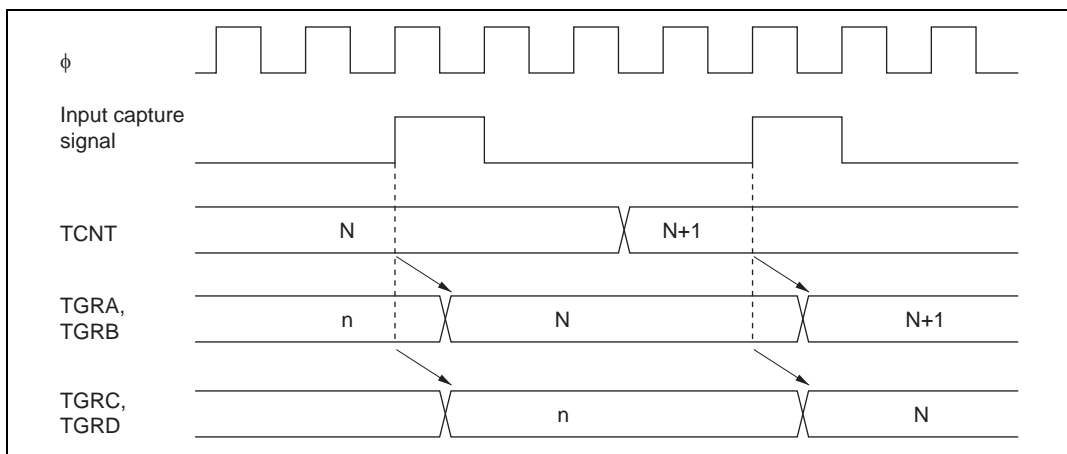 ϕ
Input capture
signal
TCNT
N
N+1
TGRA,
TGRB
n
N
N+1
TGRC,
TGRD
n
N